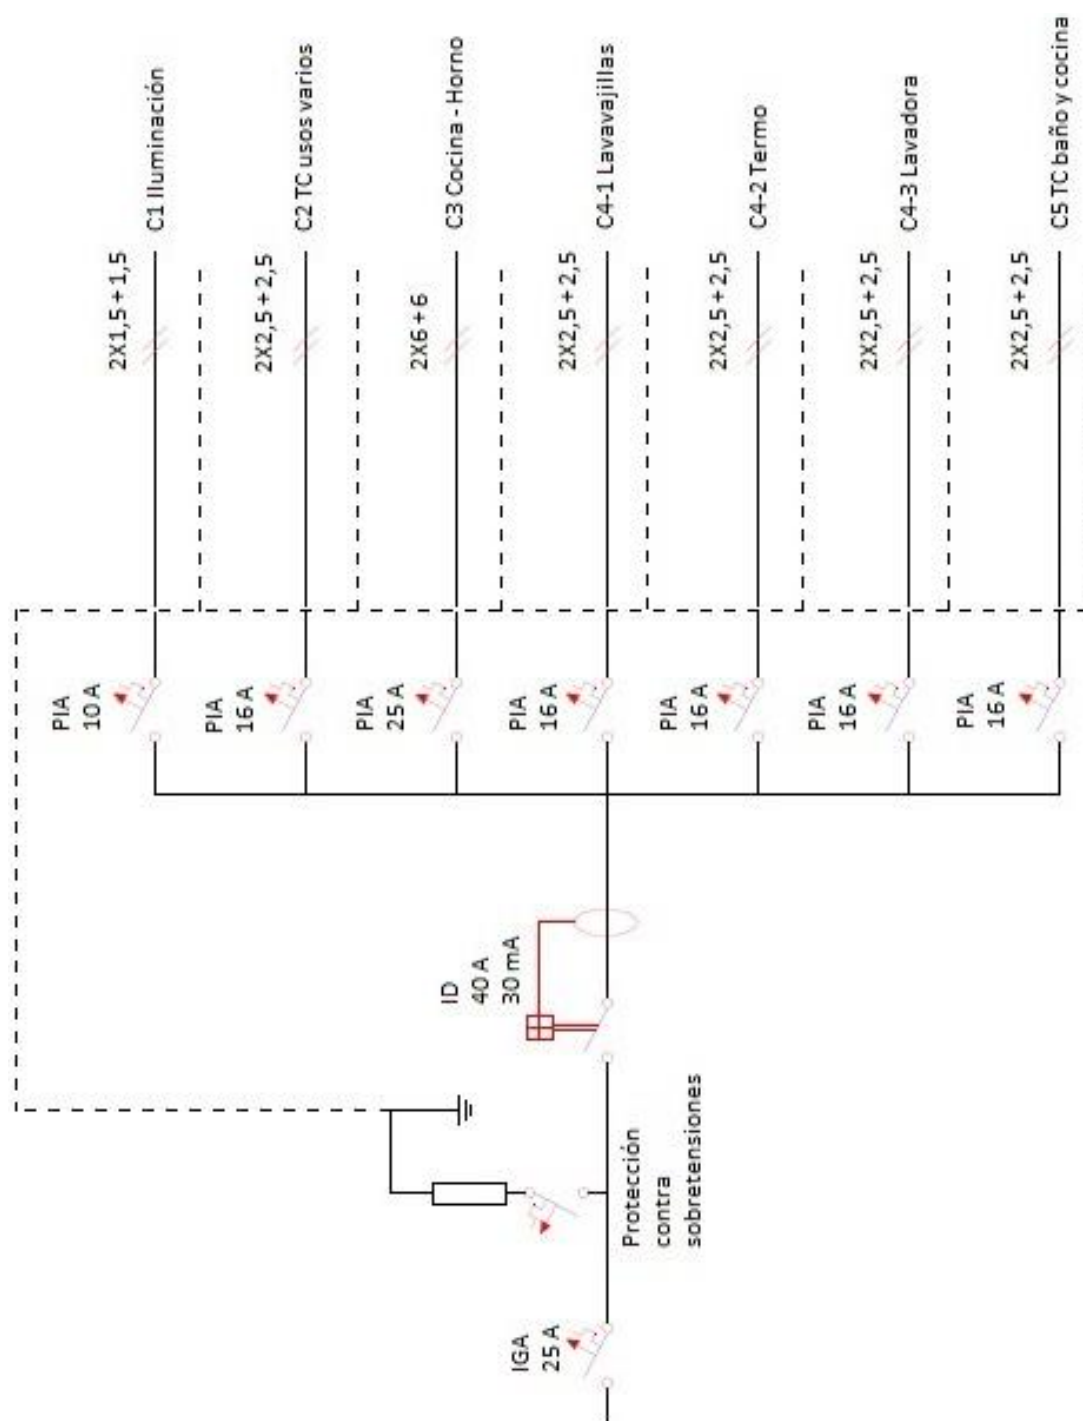 IGA
25 A
Protección
contra
sobretensiones
ID
40 A
30 mA
PIA
10 A
2X1,5 + 1,5
C1 Iluminación
PIA
16 A
2X2,5 + 2,5
C2 TC usos varios
PIA
25 A
2X6 + 6
C3 Cocina - Horno
PIA
16 A
2X2,5 + 2,5
C4-1 Lavavajillas
PIA
16 A
2X2,5 + 2,5
C4-2 Termo
PIA
16 A
2X2,5 + 2,5
C4-3 Lavadora
PIA
16 A
2X2,5 + 2,5
C5 TC baño y cocina